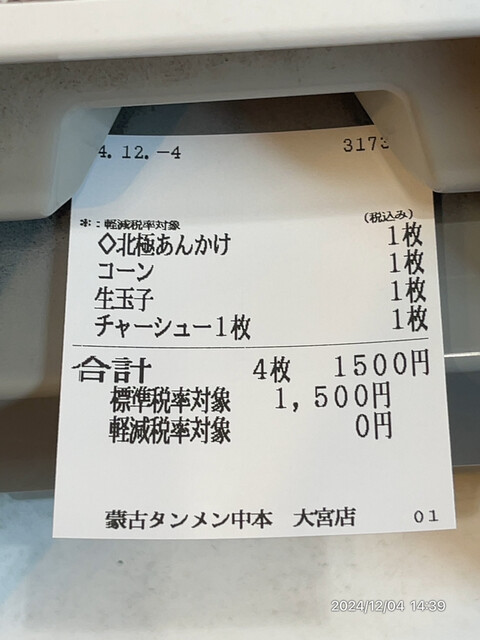 4.12.-4 3173
*：軽減税率対象 (税込み)
◇北極あんかけ 1枚
コーン 1枚
生玉子 1枚
チャーシュー1枚 1枚
合計 4枚 1500円
標準税率対象 1,500円
軽減税率対象 0円
蒙古タンメン中本 大宮店 01
2024/12/04 14:39